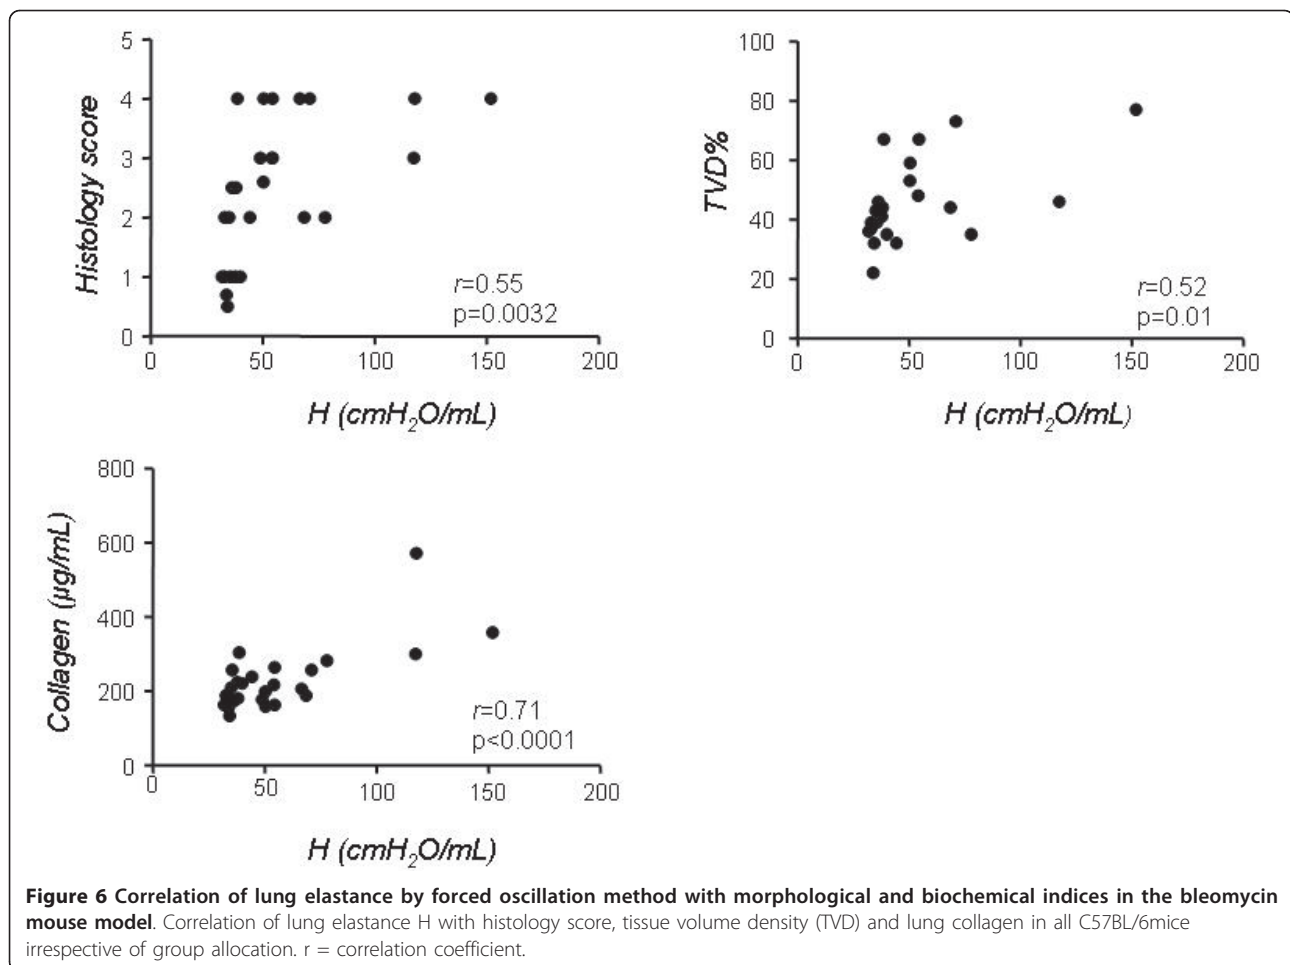 5
4
3
2
1
0
Histology score
0 50 100 150 200
H (cmH₂O/mL)
r=0.55
p=0.0032
100
80
60
40
20
0
TVD%
0 50 100 150 200
H (cmH₂O/mL)
r=0.52
p=0.01
800
600
400
200
0
Collagen (µg/mL)
0 50 100 150 200
H (cmH₂O/mL)
r=0.71
p<0.0001
Figure 6 Correlation of lung elastance by forced oscillation method with morphological and biochemical indices in the bleomycin
mouse model. Correlation of lung elastance H with histology score, tissue volume density (TVD) and lung collagen in all C57BL/6mice
irrespective of group allocation. r = correlation coefficient.